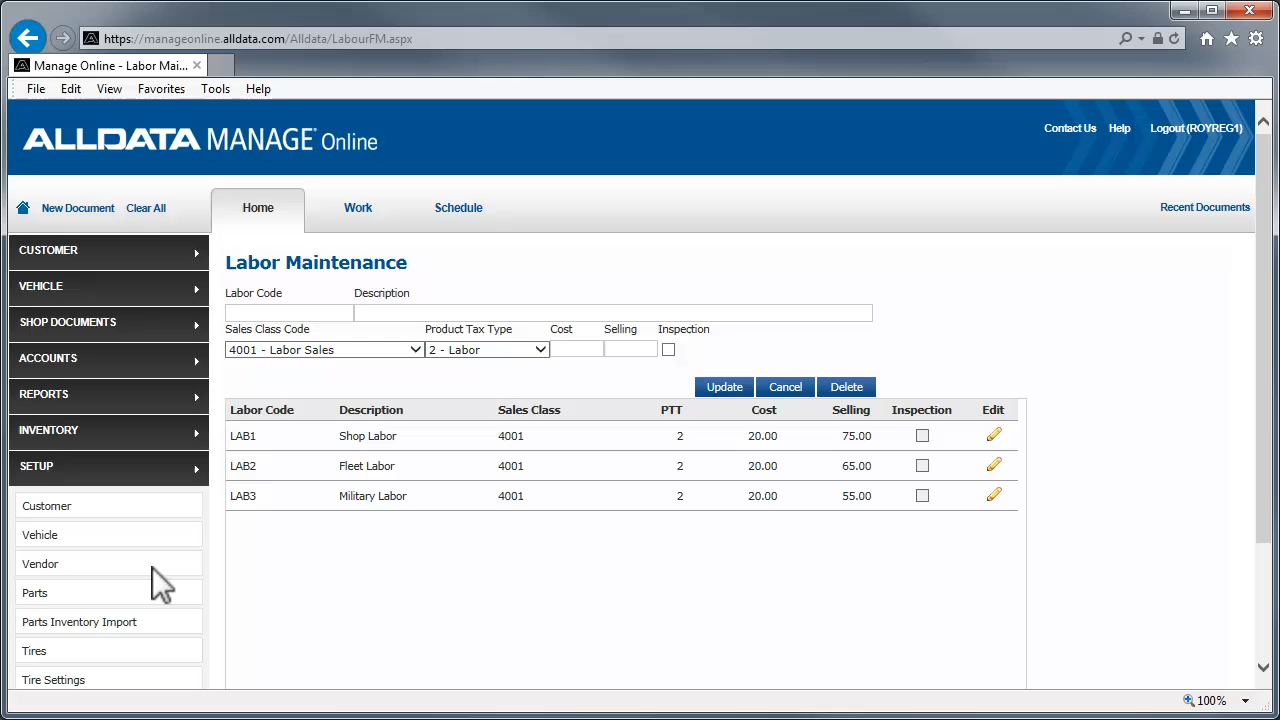 https://manageonline.alldata.com/Alldata/LabourFM.aspx
Manage Online - Labor Mai...
File Edit View Favorites Tools Help
ALLDATA MANAGE Online
Contact Us Help Logout (ROYREG1)
New Document Clear All Home Work Schedule Recent Documents
CUSTOMER
VEHICLE
SHOP DOCUMENTS
ACCOUNTS
REPORTS
INVENTORY
SETUP
Customer
Vehicle
Vendor
Parts
Parts Inventory Import
Tires
Tire Settings
Labor Maintenance
Labor Code Description
Sales Class Code Product Tax Type Cost Selling Inspection
4001 - Labor Sales 2 - Labor
Update Cancel Delete
Labor Code Description Sales Class PTT Cost Selling Inspection Edit
LAB1 Shop Labor 4001 2 20.00 75.00
LAB2 Fleet Labor 4001 2 20.00 65.00
LAB3 Military Labor 4001 2 20.00 55.00
100%